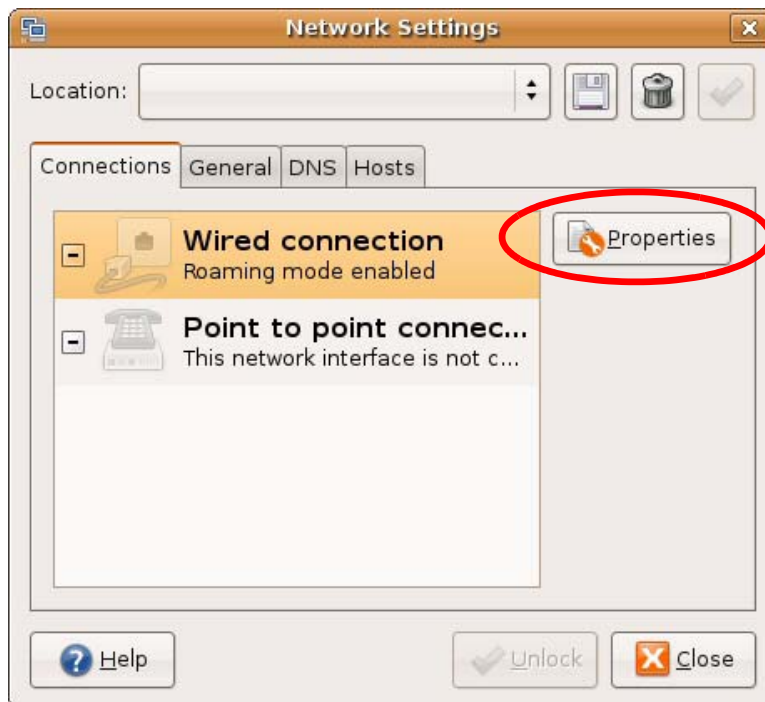 Network Settings
Location:
Connections General DNS Hosts
Wired connection
Roaming mode enabled
Properties
Point to point connec...
This network interface is not c...
Help Unlock Close